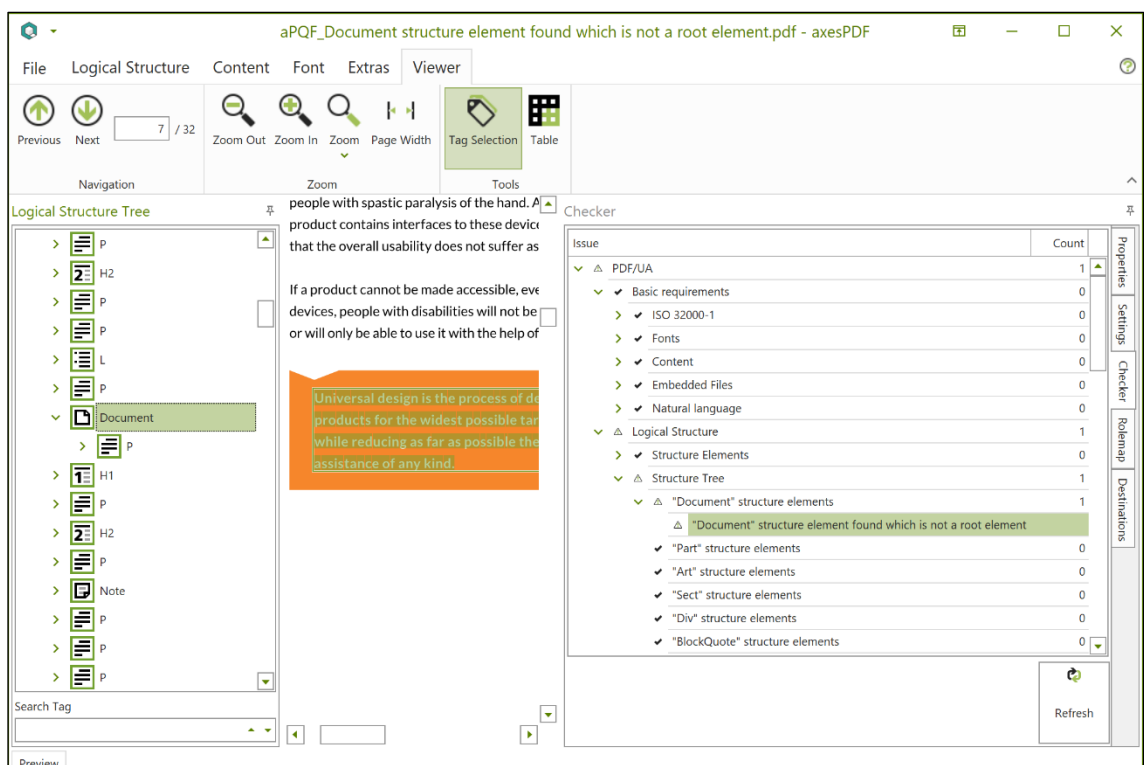 aPQF_Document structure element found which is not a root element.pdf - axesPDF
File Logical Structure Content Font Extras Viewer
Previous Next 7 / 32 Zoom Out Zoom In Zoom Page Width Tag Selection Table
Navigation Zoom Tools
Logical Structure Tree
P
2 H2
P
P
L
P
Document
P
1 H1
P
2 H2
P
Note
P
P
P
Search Tag
people with spastic paralysis of the hand. A
product contains interfaces to these device
that the overall usability does not suffer as
If a product cannot be made accessible, eve
devices, people with disabilities will not be
or will only be able to use it with the help of
Universal design is the process of de
products for the widest possible tar
while reducing as far as possible the
assistance of any kind.
Checker
Issue Count
PDF/UA 1
Basic requirements 0
ISO 32000-1 0
Fonts 0
Content 0
Embedded Files 0
Natural language 0
Logical Structure 1
Structure Elements 0
Structure Tree 1
"Document" structure elements 1
"Document" structure element found which is not a root element
"Part" structure elements 0
"Art" structure elements 0
"Sect" structure elements 0
"Div" structure elements 0
"BlockQuote" structure elements 0
Refresh
Properties
Settings
Checker
Rolemap
Destinations
Preview